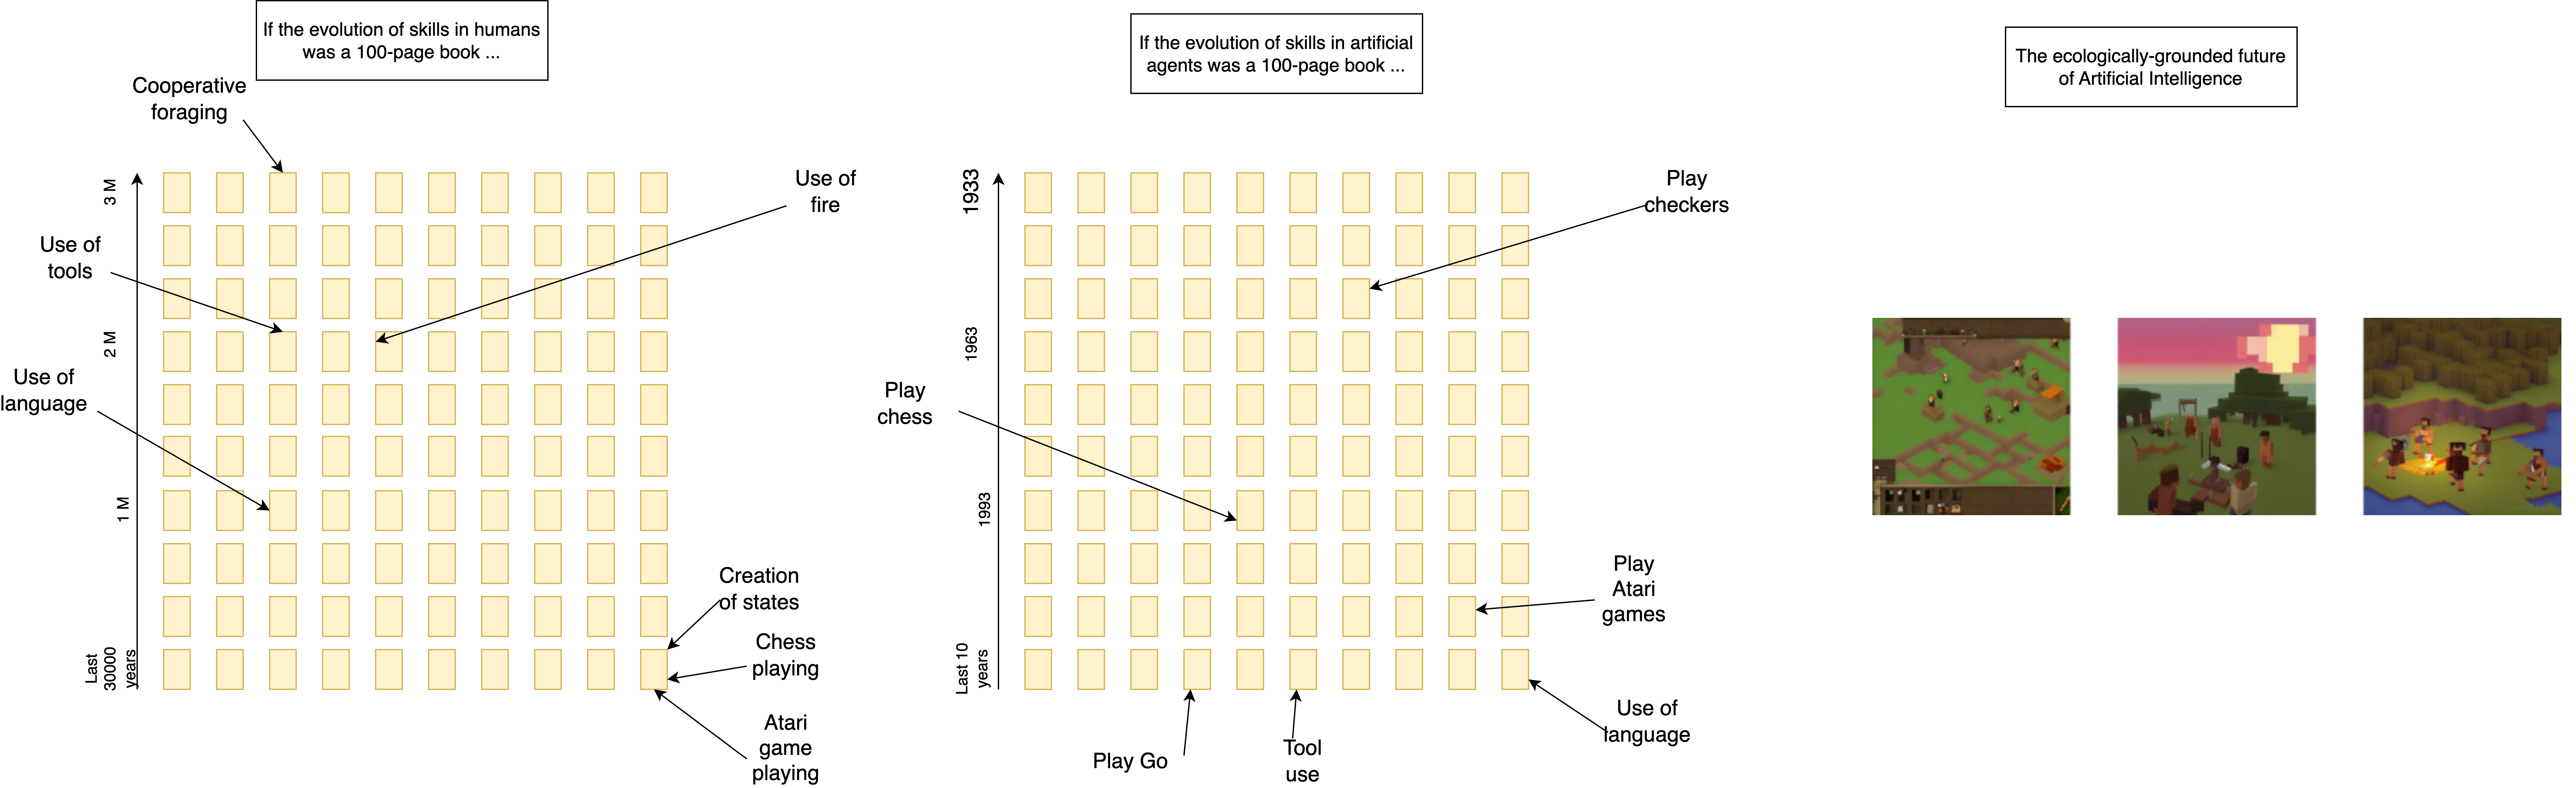 If the evolution of skills in humans
was a 100-page book ...
Cooperative
foraging
3 M
Use of
fire
Use of
tools
2 M
Use of
language
1 M
Creation
of states
Chess
playing
Last
30000
years
Atari
game
playing
If the evolution of skills in artificial
agents was a 100-page book ...
1933
Play
checkers
1963
Play
chess
1993
Play
Atari
games
Last 10
years
Use of
language
Play Go
Tool
use
The ecologically-grounded future
of Artificial Intelligence